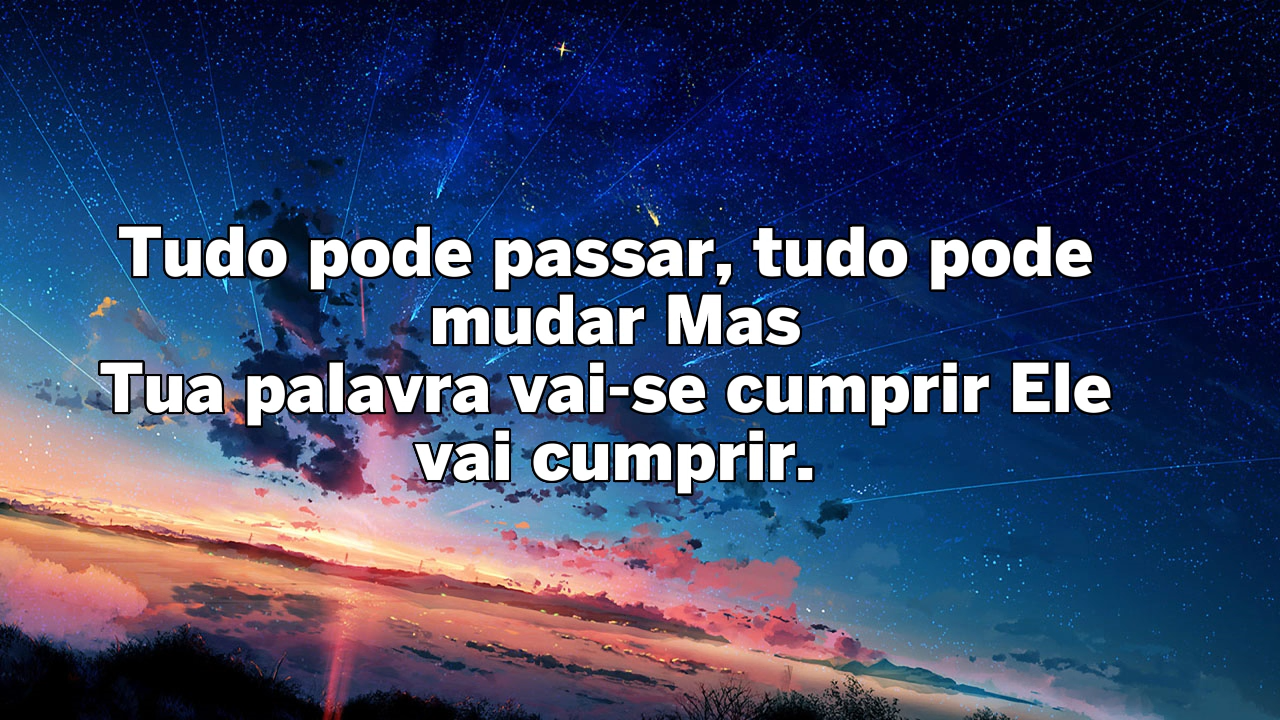 Tudo pode passar, tudo pode
mudar Mas
Tua palavra vai-se cumprir Ele
vai cumprir.